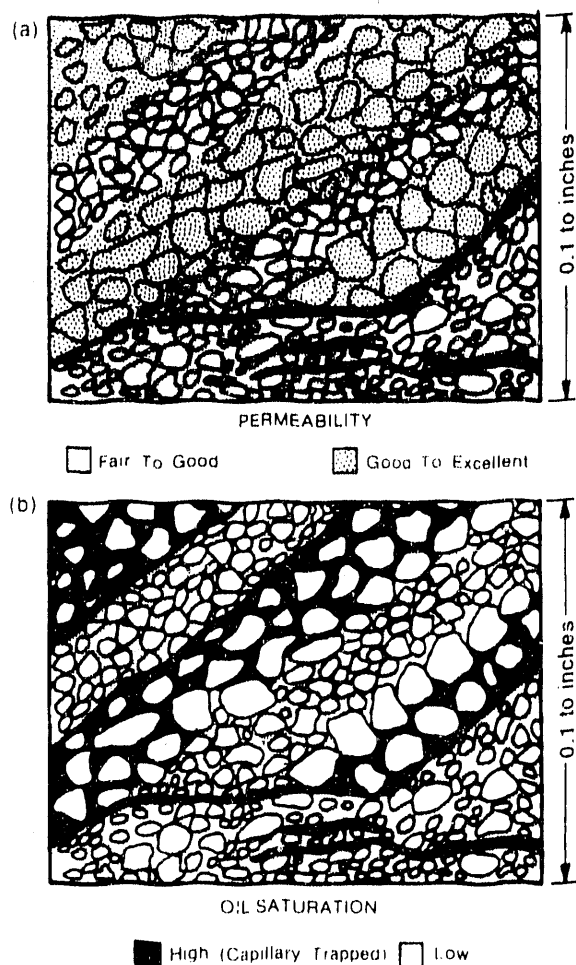 (a)
0.1 to inches
PERMEABILITY
Fair To Good
Good To Excellent
(b)
0.1 to inches
OIL SATURATION
High (Capillary Trapped)
Low